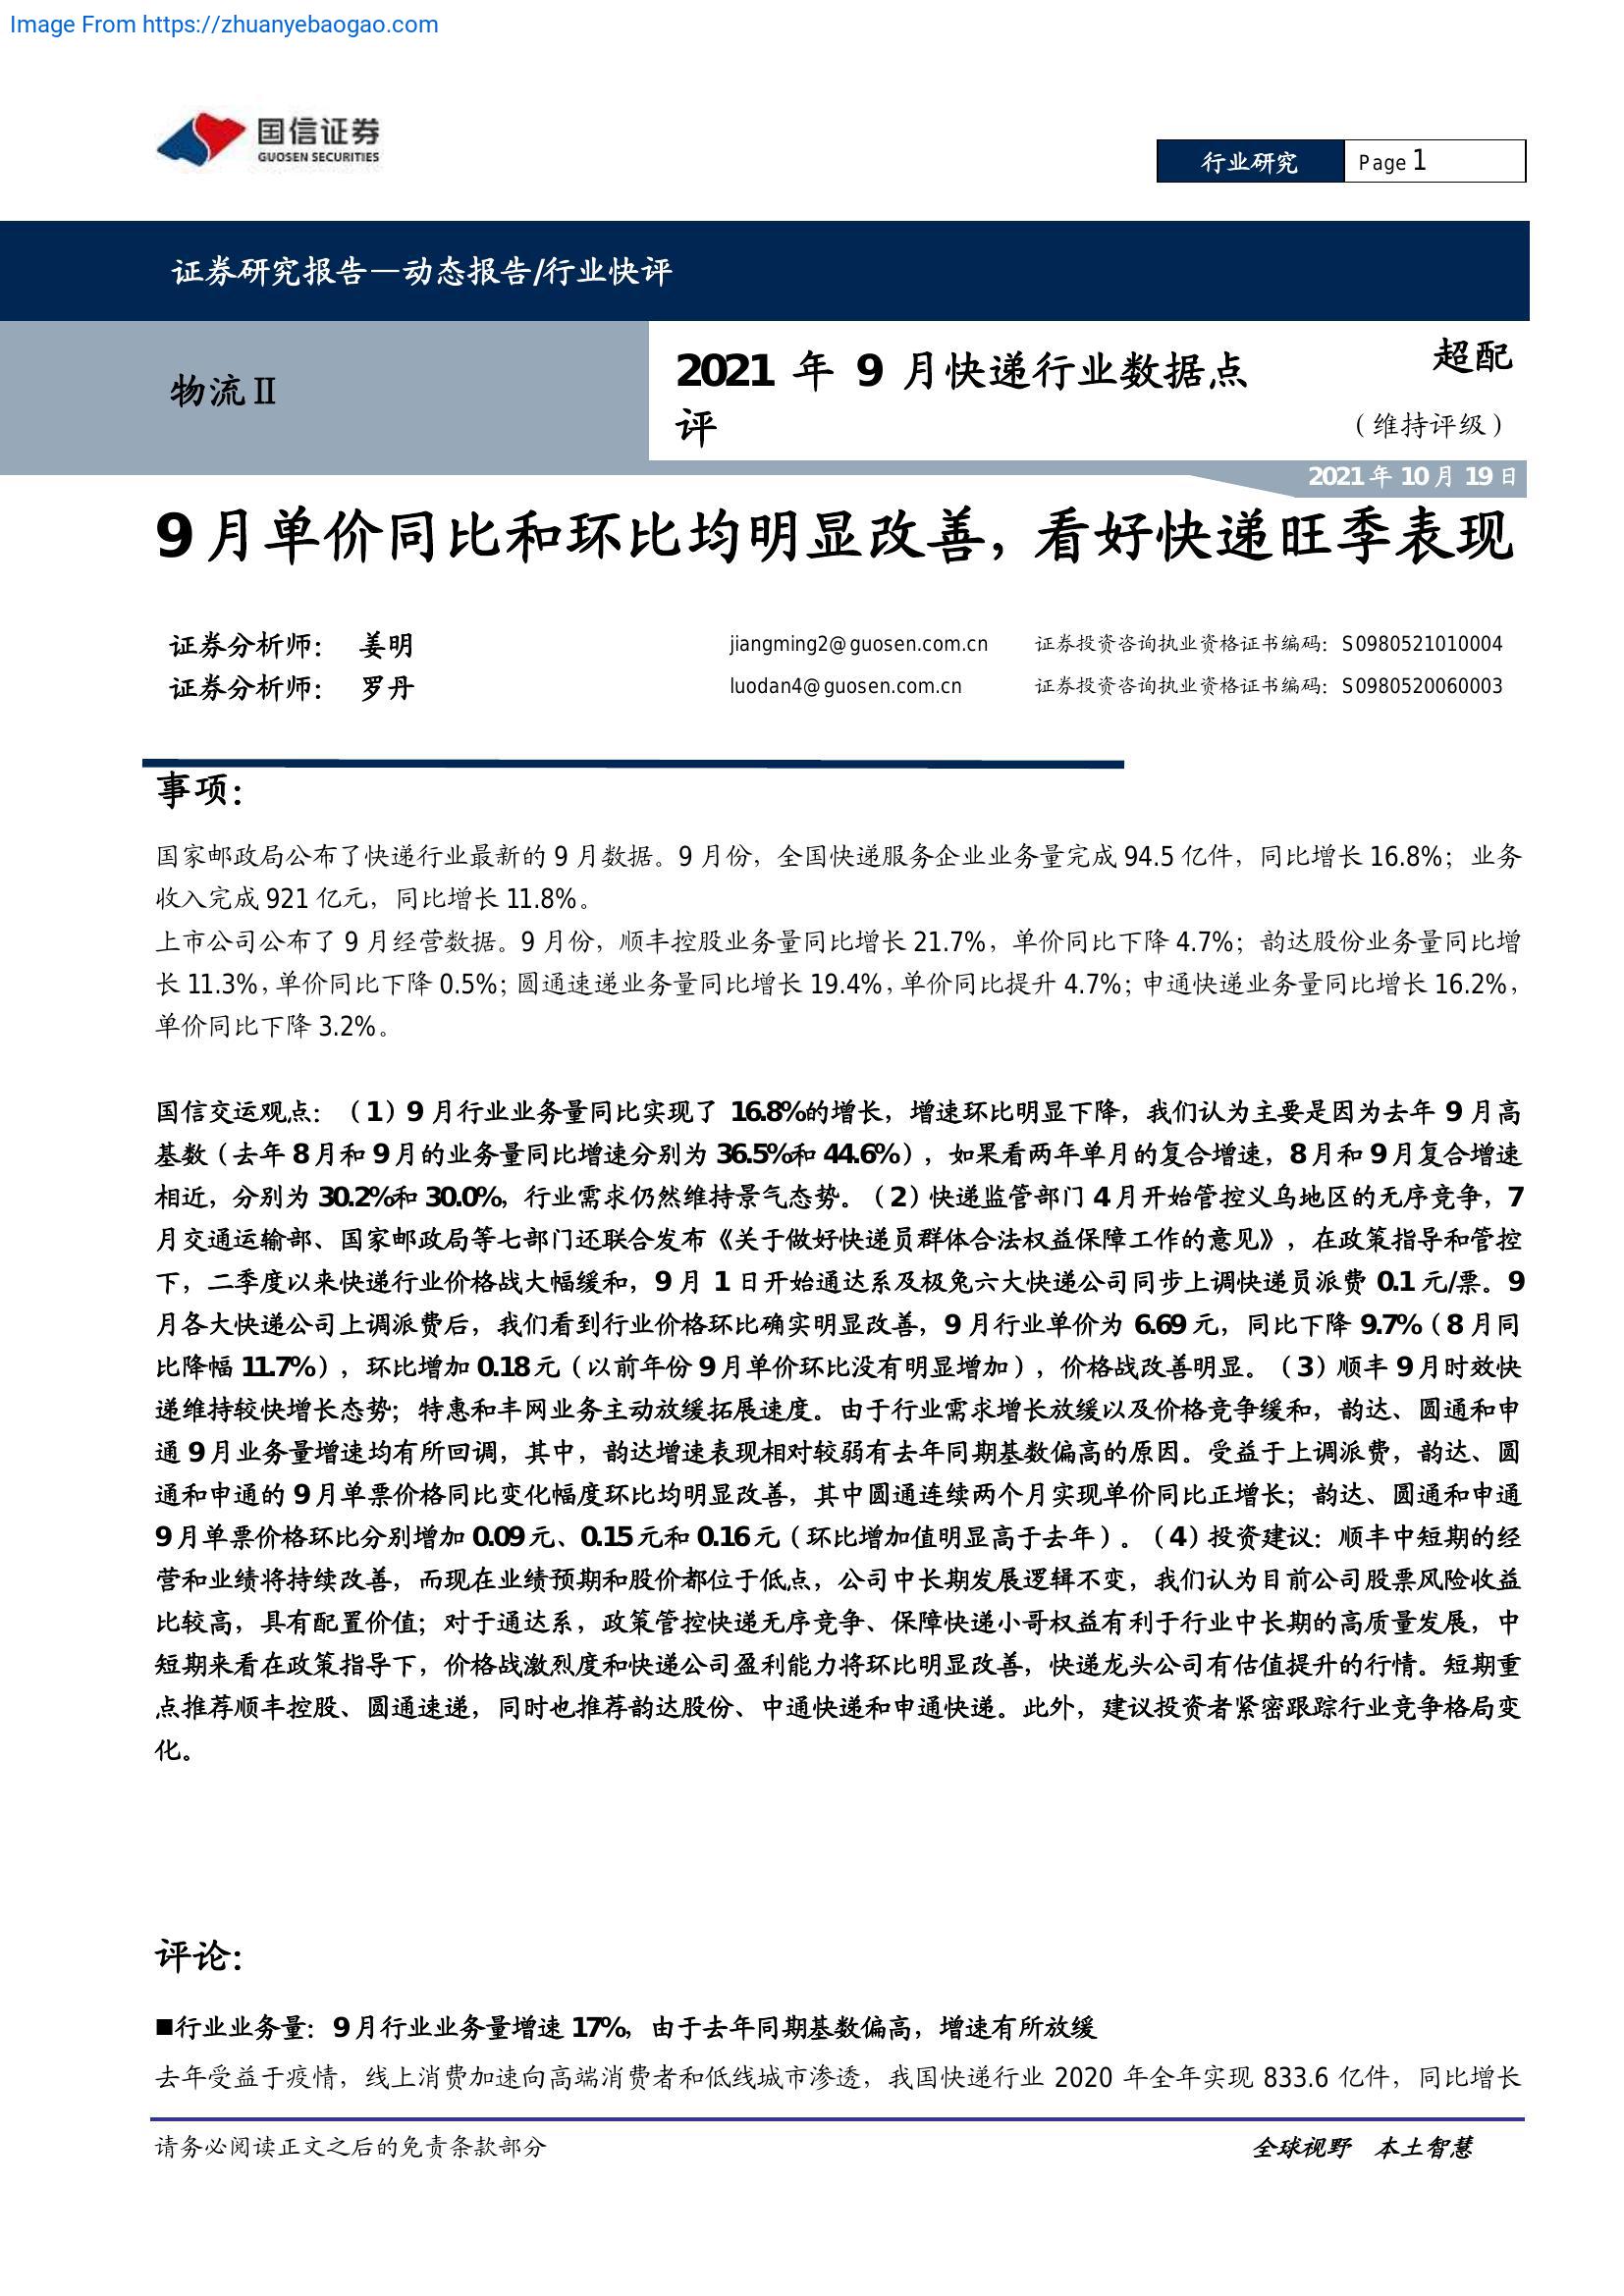 Image From https://zhuanyebaogao.com
国信证券
GUOSEN SECURITIES
行业研究 Page 1
证券研究报告—动态报告/行业快评
物流Ⅱ
2021 年 9 月快递行业数据点
评
超配
（维持评级）
2021 年 10 月 19 日
9 月单价同比和环比均明显改善，看好快递旺季表现
证券分析师： 姜明 jiangming2@guosen.com.cn 证券投资咨询执业资格证书编码：S0980521010004
证券分析师： 罗丹 luodan4@guosen.com.cn 证券投资咨询执业资格证书编码：S0980520060003
事项：
国家邮政局公布了快递行业最新的 9 月数据。9 月份，全国快递服务企业业务量完成 94.5 亿件，同比增长 16.8%；业务
收入完成 921 亿元，同比增长 11.8%。
上市公司公布了 9 月经营数据。9 月份，顺丰控股业务量同比增长 21.7%，单价同比下降 4.7%；韵达股份业务量同比增
长 11.3%，单价同比下降 0.5%；圆通速递业务量同比增长 19.4%，单价同比提升 4.7%；申通快递业务量同比增长 16.2%，
单价同比下降 3.2%。
国信交运观点：（1）9 月行业业务量同比实现了 16.8%的增长，增速环比明显下降，我们认为主要是因为去年 9 月高
基数（去年 8 月和 9 月的业务量同比增速分别为 36.5%和 44.6%），如果看两年单月的复合增速，8 月和 9 月复合增速
相近，分别为 30.2%和 30.0%，行业需求仍然维持景气态势。（2）快递监管部门 4 月开始管控义乌地区的无序竞争，7
月交通运输部、国家邮政局等七部门还联合发布《关于做好快递员群体合法权益保障工作的意见》，在政策指导和管控
下，二季度以来快递行业价格战大幅缓和，9 月 1 日开始通达系及极兔六大快递公司同步上调快递员派费 0.1 元/票。9
月各大快递公司上调派费后，我们看到行业价格环比确实明显改善，9 月行业单价为 6.69 元，同比下降 9.7%（8 月同
比降幅 11.7%），环比增加 0.18 元（以前年份 9 月单价环比没有明显增加），价格战改善明显。（3）顺丰 9 月时效快
递维持较快增长态势；特惠和丰网业务主动放缓拓展速度。由于行业需求增长放缓以及价格竞争缓和，韵达、圆通和申
通 9 月业务量增速均有所回调，其中，韵达增速表现相对较弱有去年同期基数偏高的原因。受益于上调派费，韵达、圆
通和申通的 9 月单票价格同比变化幅度环比均明显改善，其中圆通连续两个月实现单价同比正增长；韵达、圆通和申通
9 月单票价格环比分别增加 0.09 元、0.15 元和 0.16 元（环比增加值明显高于去年）。（4）投资建议：顺丰中短期的经
营和业绩将持续改善，而现在业绩预期和股价都位于低点，公司中长期发展逻辑不变，我们认为目前公司股票风险收益
比较高，具有配置价值；对于通达系，政策管控快递无序竞争、保障快递小哥权益有利于行业中长期的高质量发展，中
短期来看在政策指导下，价格战激烈度和快递公司盈利能力将环比明显改善，快递龙头公司有估值提升的行情。短期重
点推荐顺丰控股、圆通速递，同时也推荐韵达股份、中通快递和申通快递。此外，建议投资者紧密跟踪行业竞争格局变
化。
评论：
■行业业务量：9 月行业业务量增速 17%，由于去年同期基数偏高，增速有所放缓
去年受益于疫情，线上消费加速向高端消费者和低线城市渗透，我国快递行业 2020 年全年实现 833.6 亿件，同比增长
请务必阅读正文之后的免责条款部分 全球视野 本土智慧